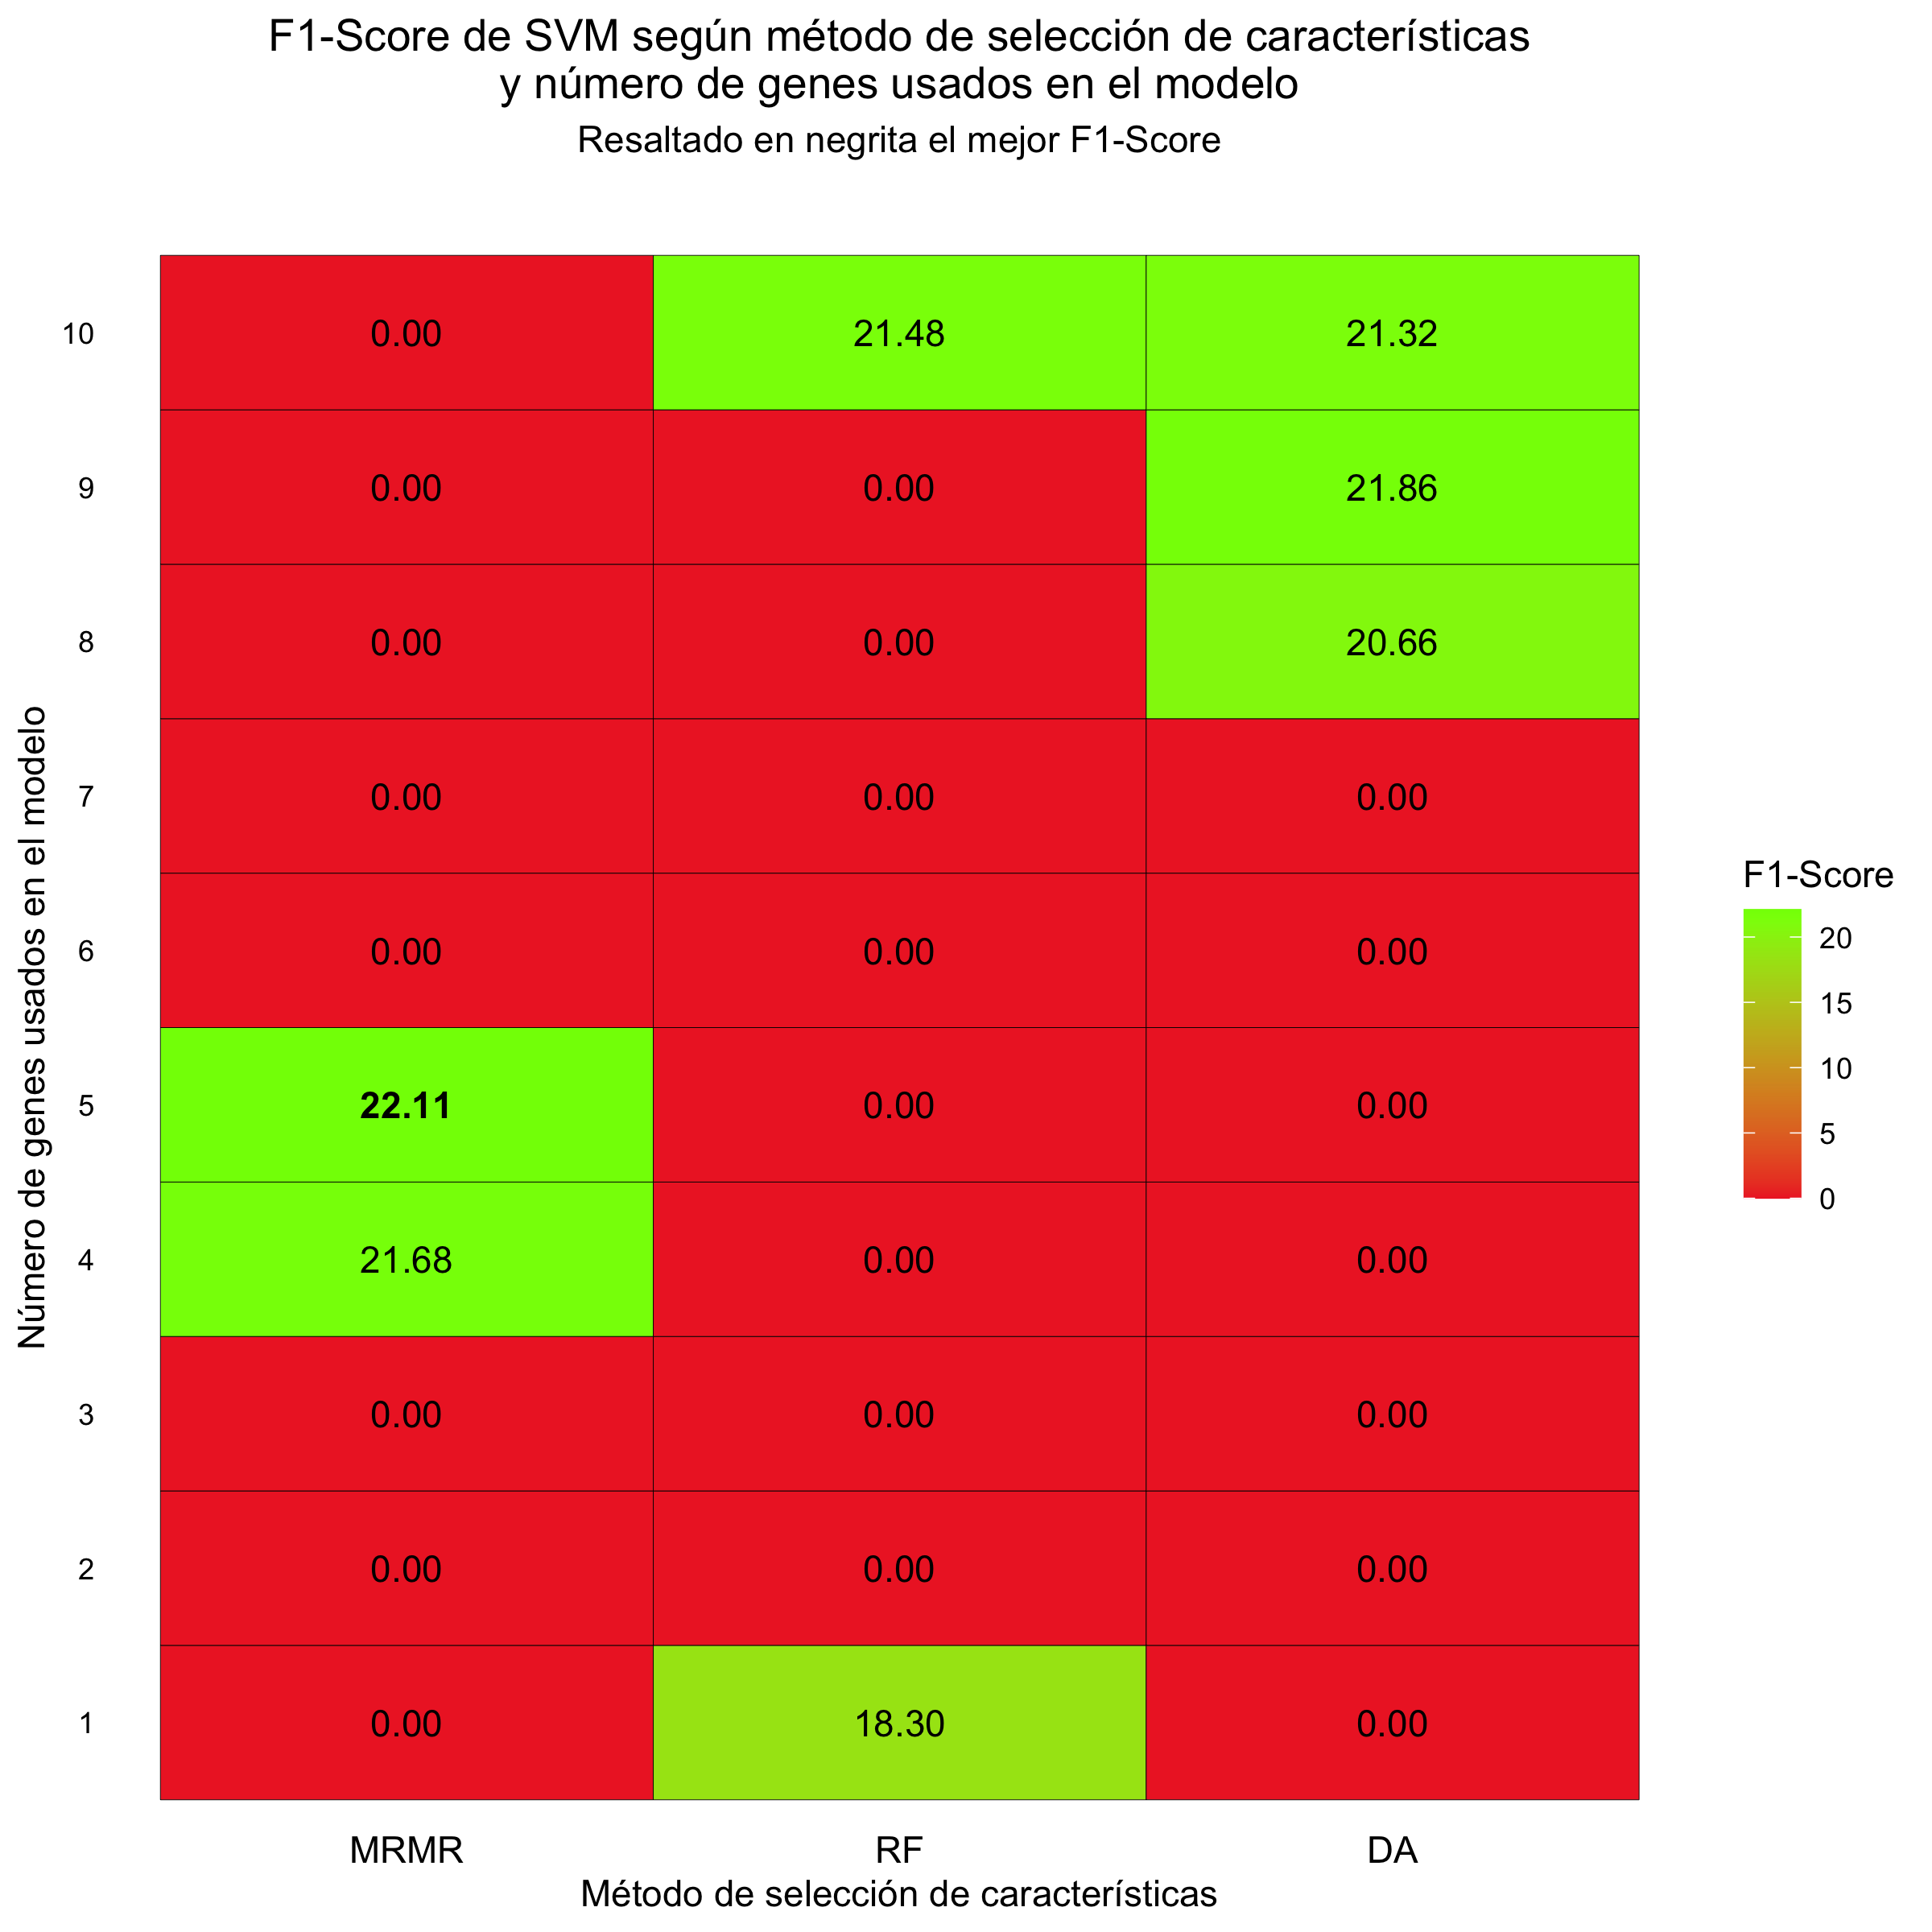 F1-Score de SVM según método de selección de características
y número de genes usados en el modelo
Resaltado en negrita el mejor F1-Score
Número de genes usados en el modelo
10 0.00 21.48 21.32
9 0.00 0.00 21.86
8 0.00 0.00 20.66
7 0.00 0.00 0.00
6 0.00 0.00 0.00
5 22.11 0.00 0.00
4 21.68 0.00 0.00
3 0.00 0.00 0.00
2 0.00 0.00 0.00
1 0.00 18.30 0.00
MRMR RF DA
Método de selección de características
F1-Score
20
15
10
5
0